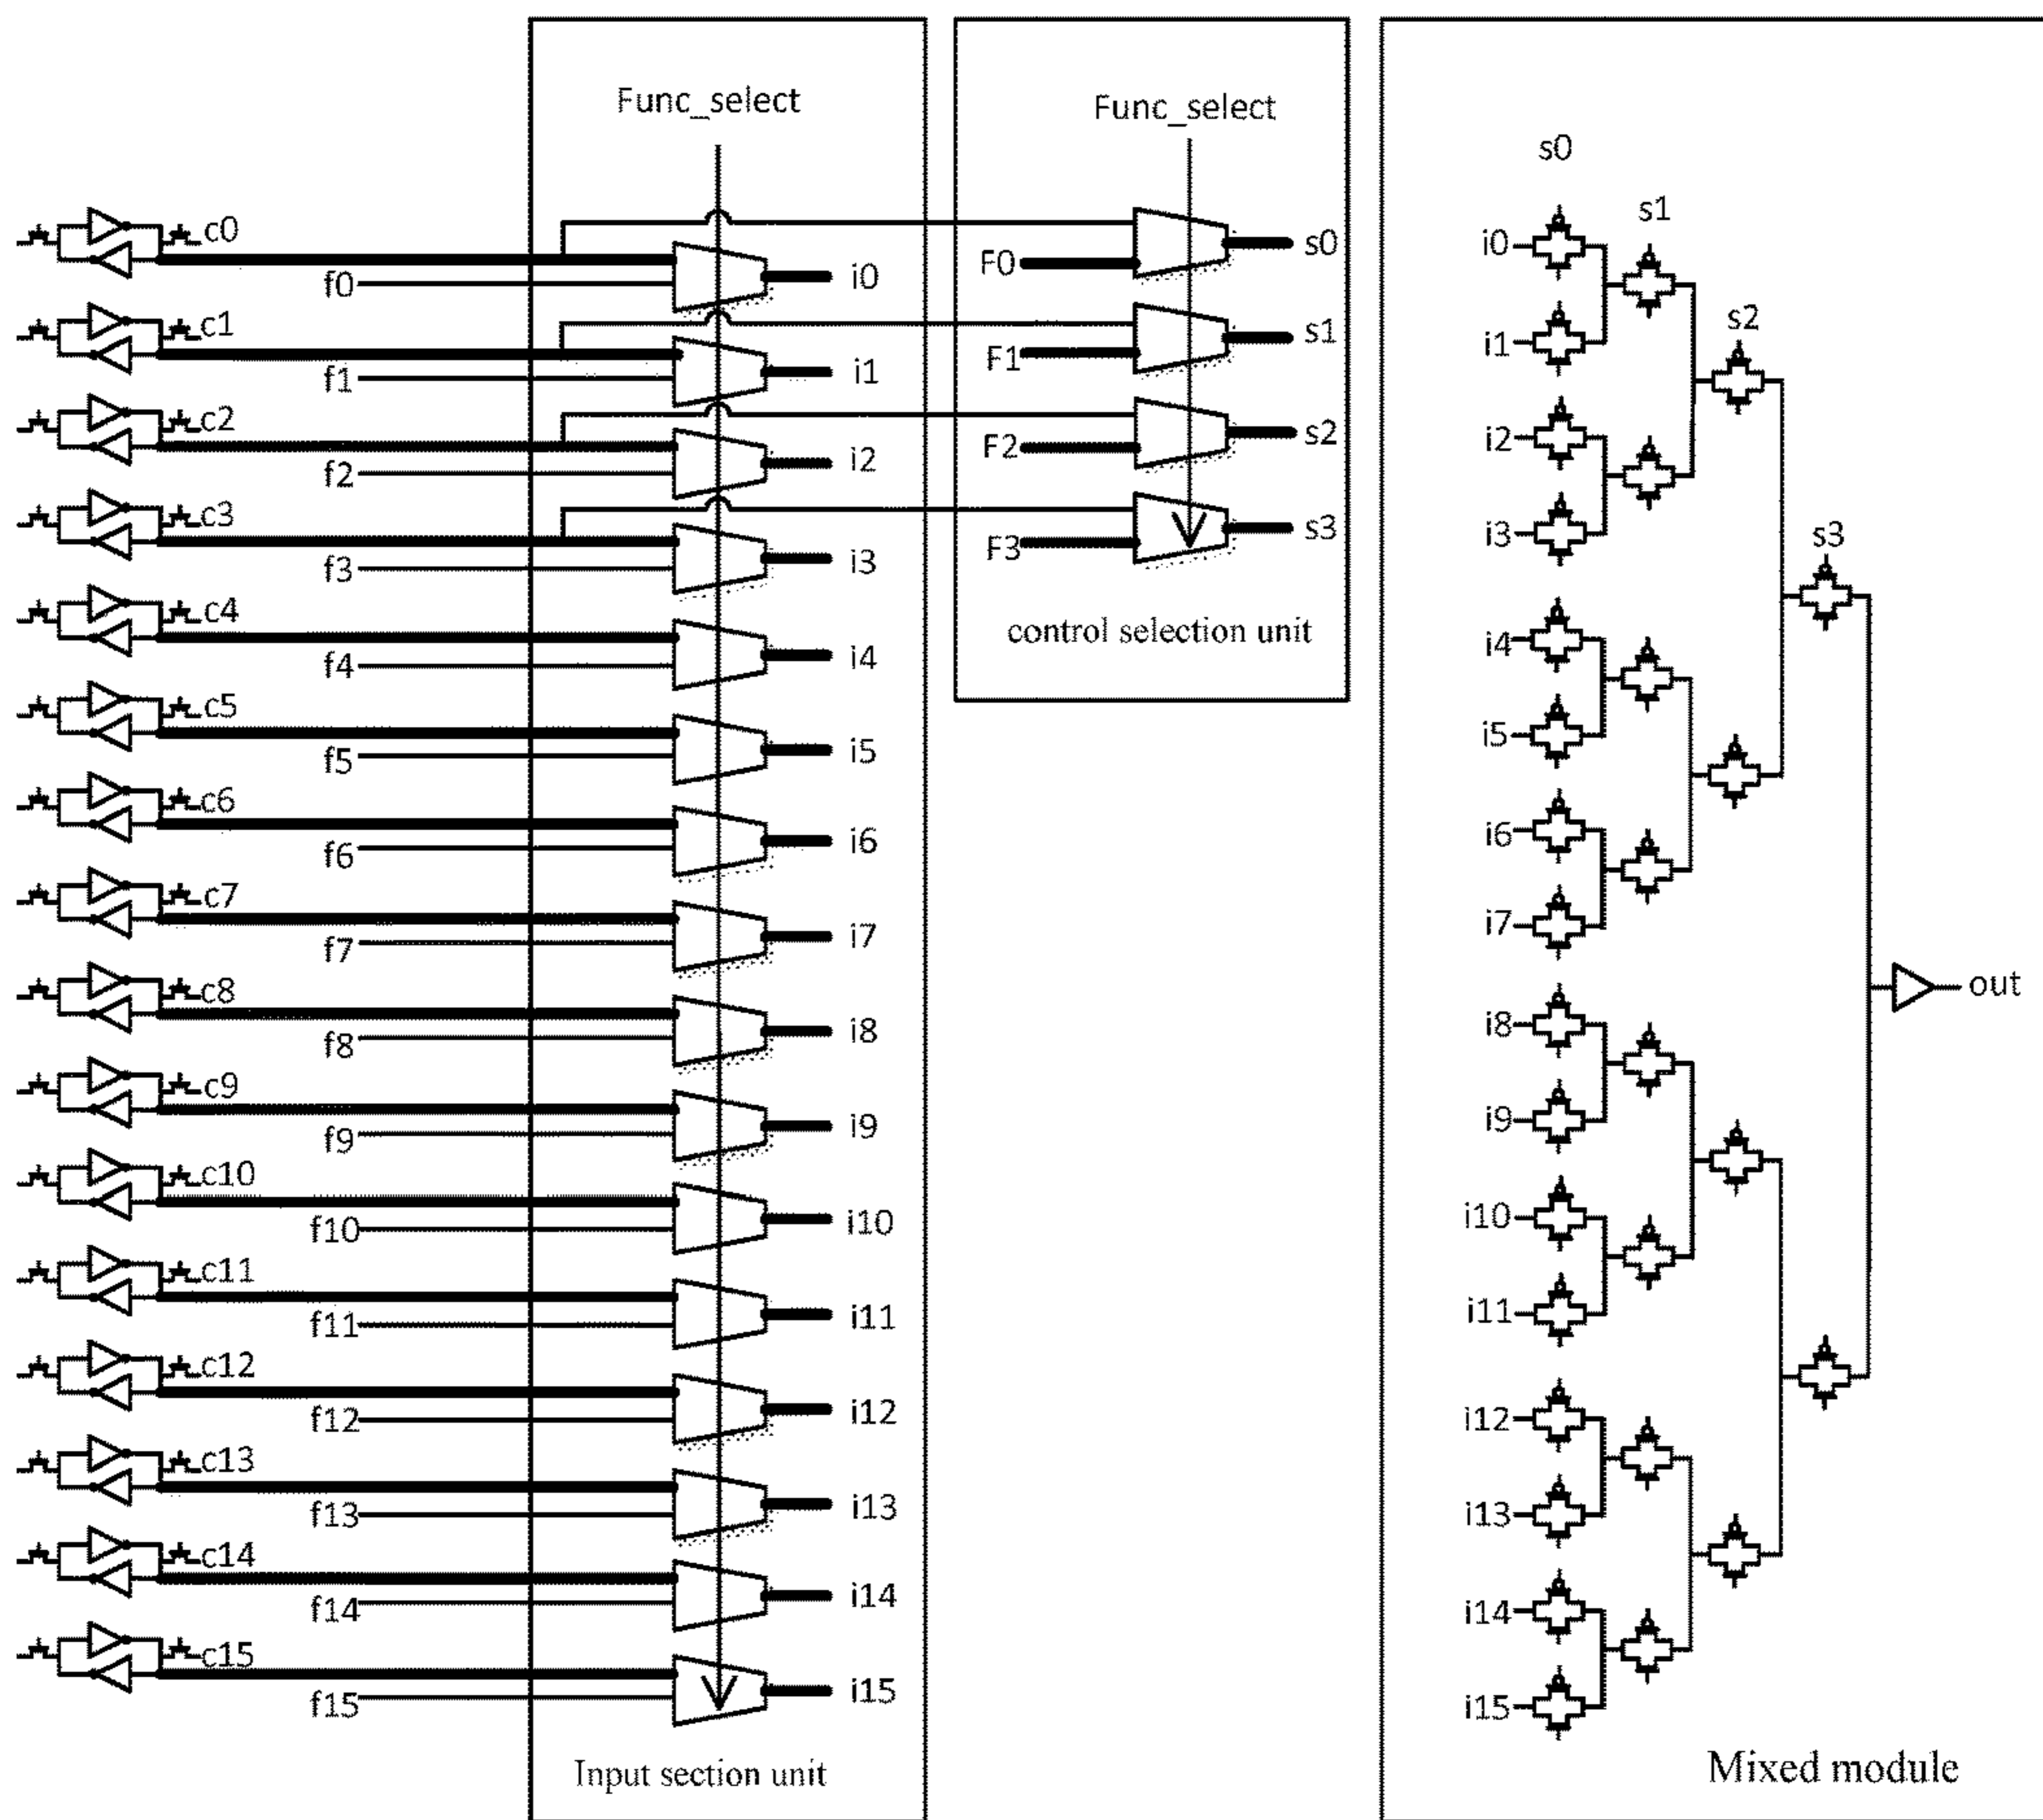 Func_select
Func_select
s0
s1
s2
s3
c0
f0
i0
c1
f1
i1
c2
f2
i2
c3
f3
i3
c4
f4
i4
c5
f5
i5
c6
f6
i6
c7
f7
i7
c8
f8
i8
c9
f9
i9
c10
f10
i10
c11
f11
i11
c12
f12
i12
c13
f13
i13
c14
f14
i14
c15
f15
i15
Input section unit
F0
s0
F1
s1
F2
s2
F3
s3
control selection unit
i0
i1
i2
i3
i4
i5
i6
i7
i8
i9
i10
i11
i12
i13
i14
i15
out
Mixed module